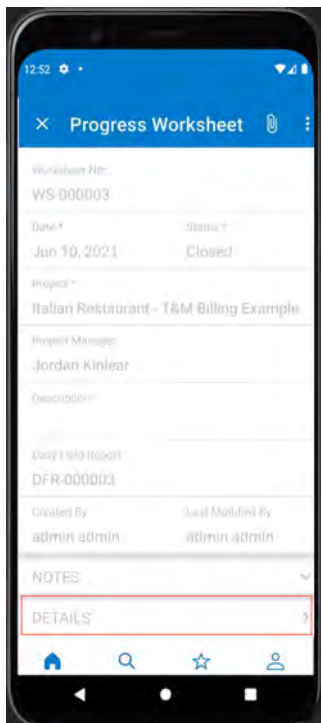 12:52
Progress Worksheet
Worksheet Nbr.
WS-000003
Date * Status *
Jun 10, 2021 Closed
Project *
Italian Restaurant - T&M Billing Example
Project Manager
Jordan Kinlear
Description
Daily Field Report
DFR-000003
Created By Last Modified By
admin admin admin admin
NOTES
DETAILS